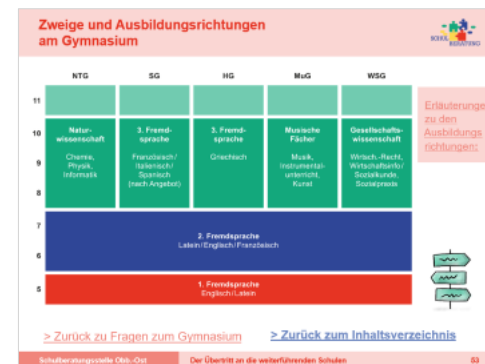 Zweige und Ausbildungsrichtungen
am Gymnasium
SCHUL
BERATUNG
NTG SG HG MuG WSG
11
10
9
8
7
6
5
Natur-
wissenschaft
Chemie,
Physik,
Informatik
3. Fremd-
sprache
Französisch/
Italienisch/
Spanisch
(nach Angebot)
3. Fremd-
sprache
Griechisch
Musische
Fächer
Musik,
Instrumental-
unterricht,
Kunst
Gesellschafts-
wissenschaft
Wirtsch.-Recht,
Wirtschaftsinfo/
Sozialkunde,
Sozialpraxis
2. Fremdsprache
Latein/Englisch/Französisch
1. Fremdsprache
Englisch/Latein
Erläuterunge
zu den
Ausbildungs
richtungen:
> Zurück zu Fragen zum Gymnasium > Zurück zum Inhaltsverzeichnis
Schulberatungsstelle Obb.-Ost Der Übertritt an die weiterführenden Schulen 53